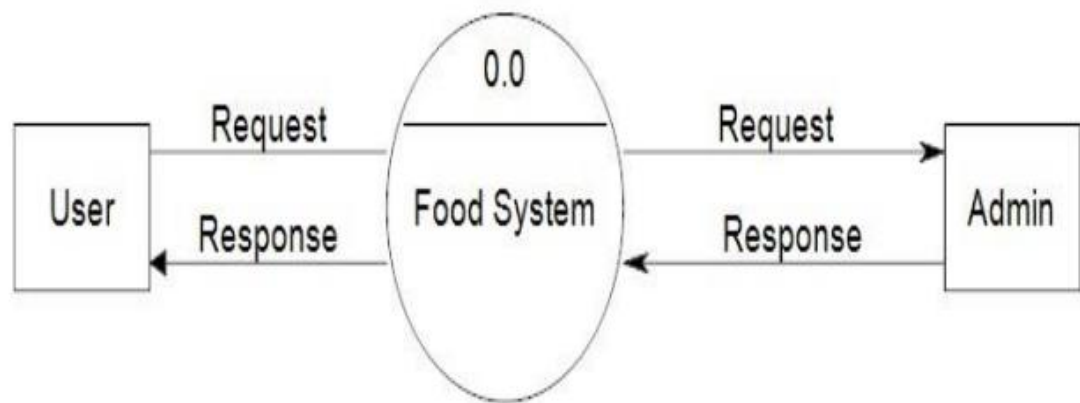 0.0
Request
Request
User
Food System
Admin
Response
Response